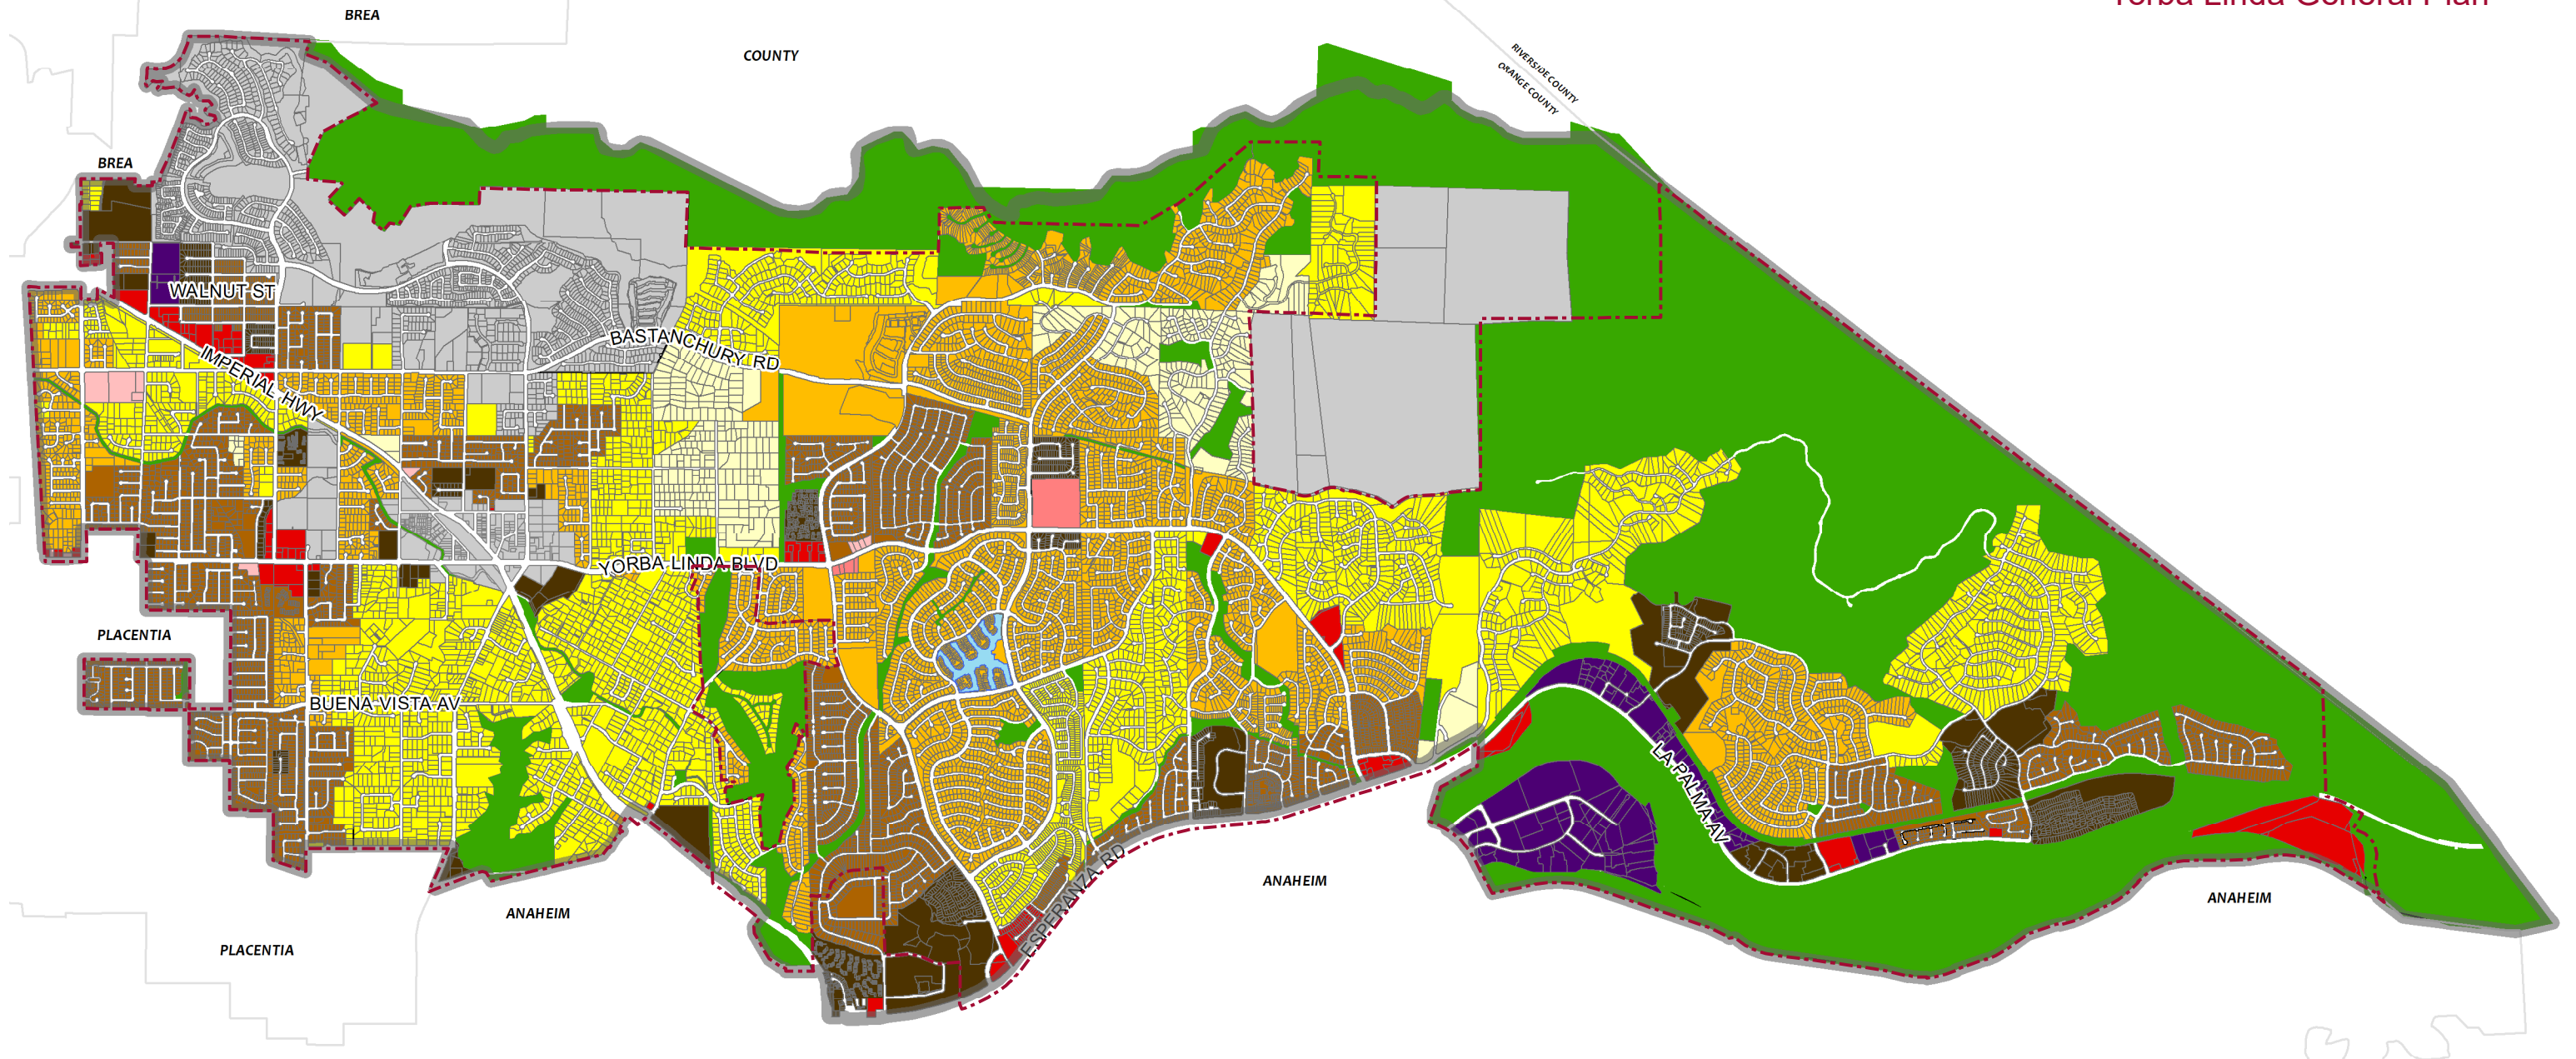 Yorba Linda General Plan
BREA
COUNTY
RIVERSIDE COUNTY
ORANGE COUNTY
BREA
WALNUT ST
BASTANCHURY RD
IMPERIAL HWY
YORBA LINDA BLVD
PLACENTIA
BUENA VISTA AV
LA PALMA AV
ESPERANZA RD
ANAHEIM
ANAHEIM
ANAHEIM
PLACENTIA